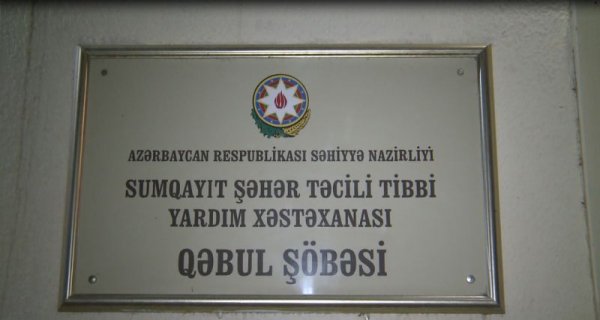 AZƏRBAYCAN RESPUBLİKASI SƏHİYYƏ NAZİRLİYİ
SUMQAYIT ŞƏHƏR TƏCİLİ TİBBİ
YARDIM XƏSTƏXANASI
QƏBUL ŞÖBƏSİ